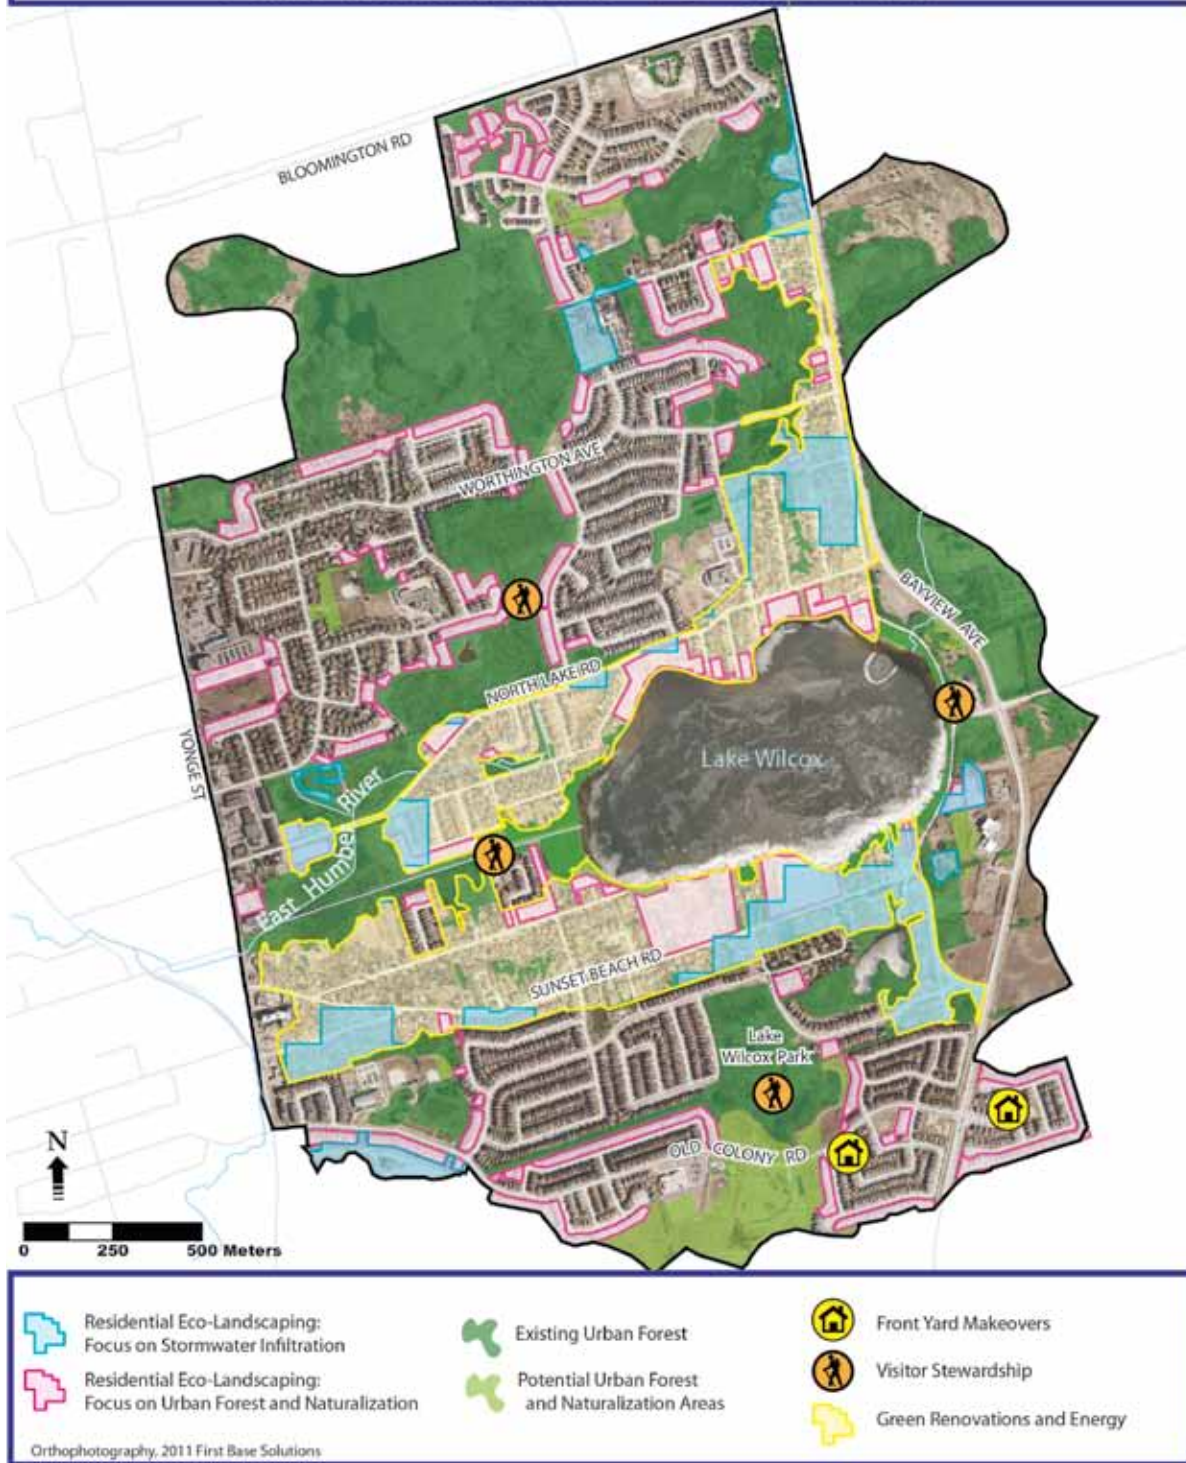 BLOOMINGTON RD
WORTHINGTON AVE
BAYVIEW AVE
NORTH LAKE RD
YONGE ST
Lake Wilcox
East Humber River
SUNSET BEACH RD
Lake
Wilcox Park
OLD COLONY RD
N
0 250 500 Meters
Residential Eco-Landscaping:
Focus on Stormwater Infiltration
Residential Eco-Landscaping:
Focus on Urban Forest and Naturalization
Existing Urban Forest
Potential Urban Forest
and Naturalization Areas
Front Yard Makeovers
Visitor Stewardship
Green Renovations and Energy
Orthophotography, 2011 First Base Solutions